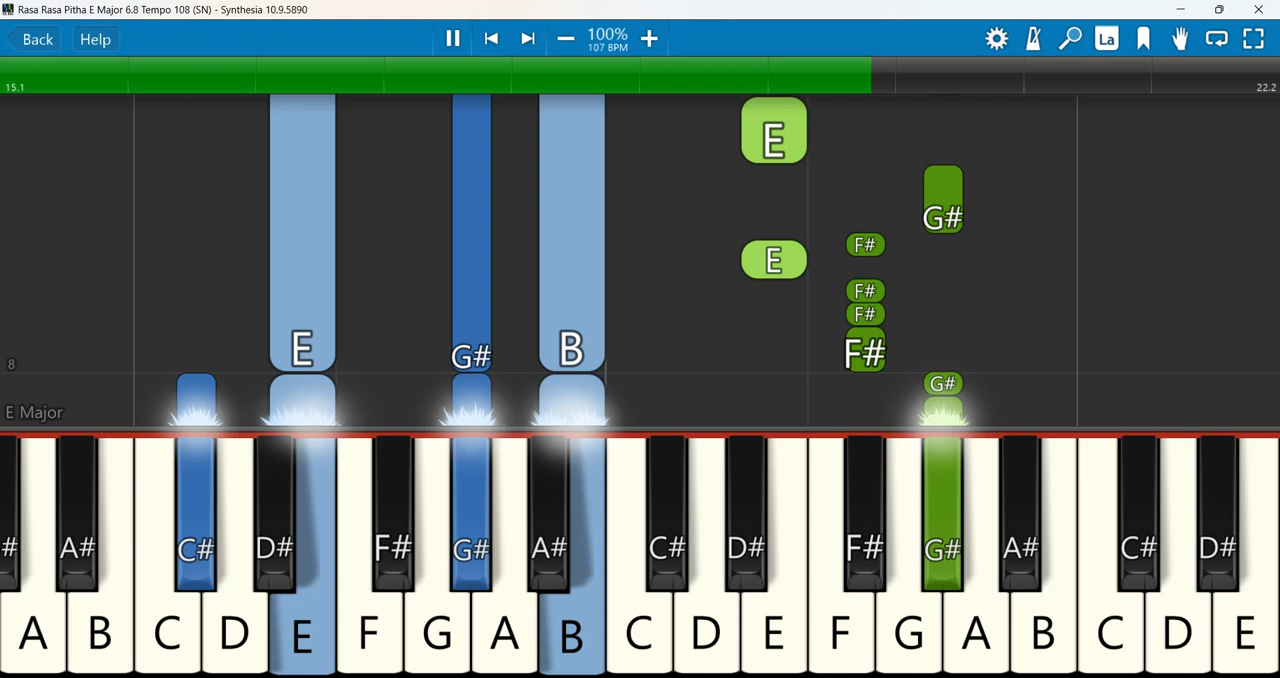 Rasa Rasa Pitha E Major 6.8 Tempo 108 (SN) - Synthesia 10.9.5890
Back Help 100% La
107 BPM
15.1 22.2
E
G#
F#
E
F#
F#
E G# B F#
8
G#
E Major
# A# C# D# F# G# A# C# D# F# G# A# C# D#
A B C D E F G A B C D E F G A B C D E